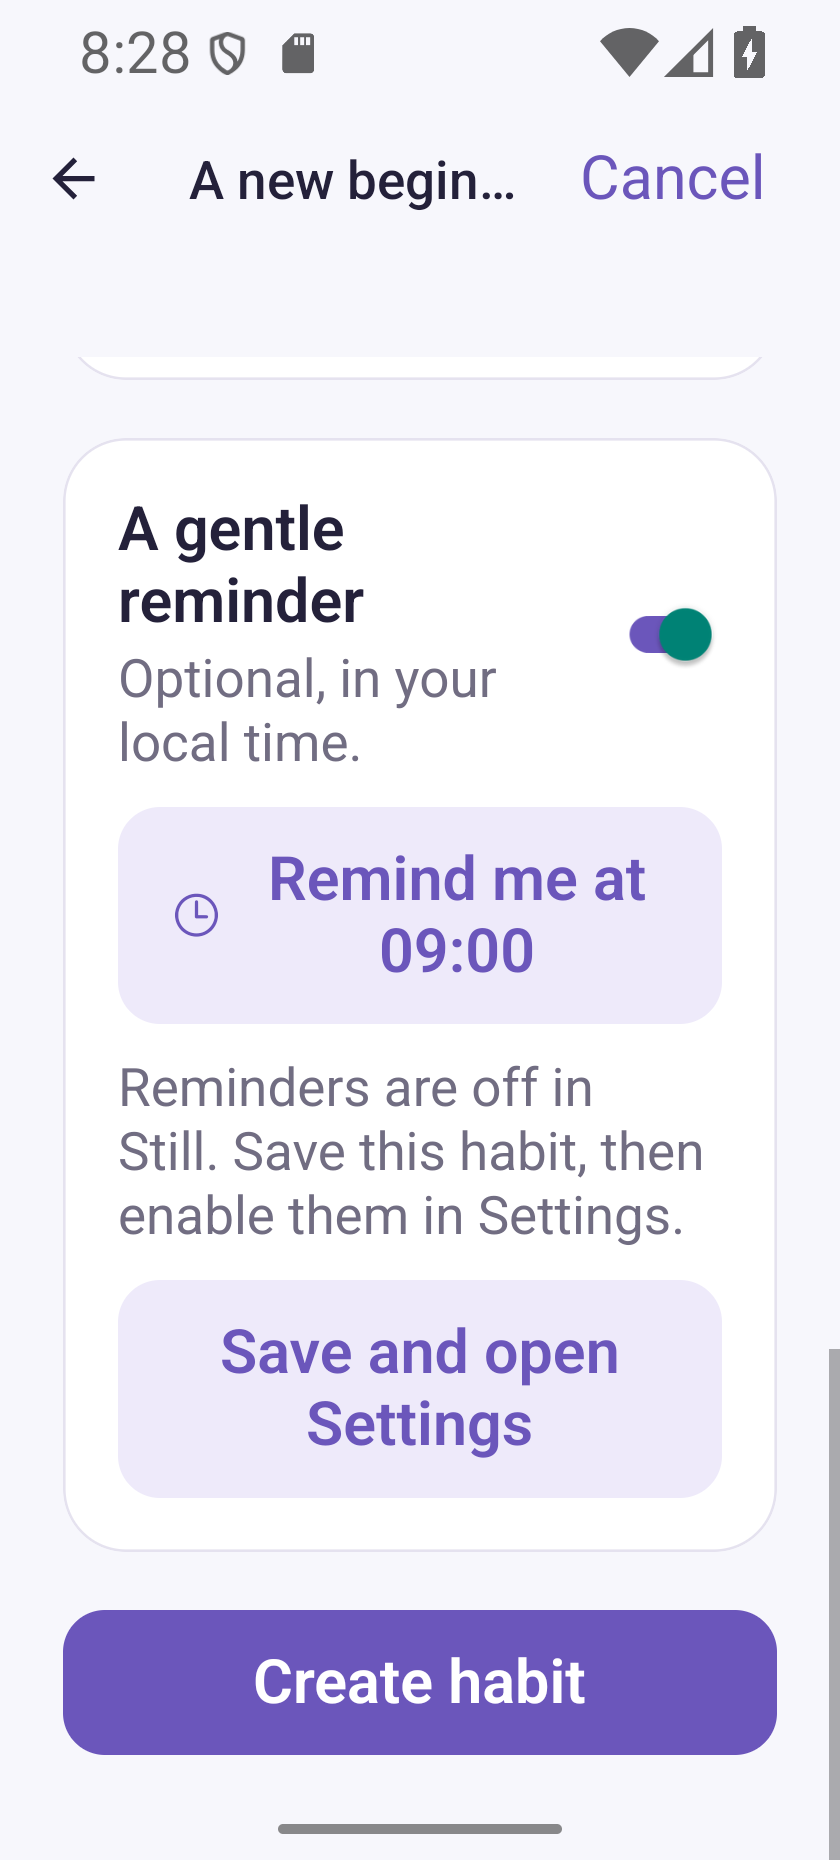 8:28
A new begin…
Cancel
A gentle
reminder
Optional, in your
local time.
Remind me at
09:00
Reminders are off in
Still. Save this habit, then
enable them in Settings.
Save and open
Settings
Create habit